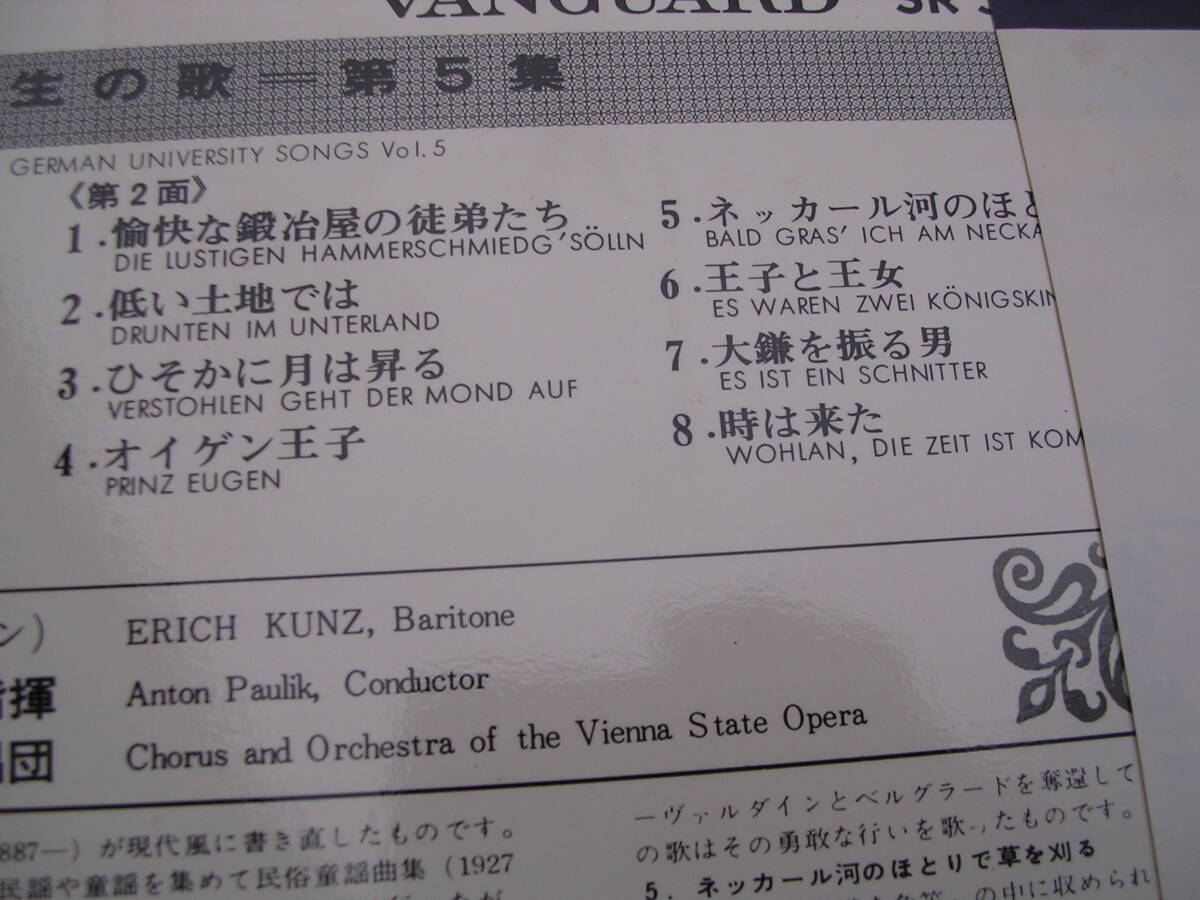 VANGUARD SR
生の歌＝第5集
GERMAN UNIVERSITY SONGS Vol.5
《第2面》
1.愉快な鍛冶屋の徒弟たち
DIE LUSTIGEN HAMMERSCHMIEDG'SÖLLN
2.低い土地では
DRUNTEN IM UNTERLAND
3.ひそかに月は昇る
VERSTOHLEN GEHT DER MOND AUF
4.オイゲン王子
PRINZ EUGEN
5.ネッカール河のほと
BALD GRAS' ICH AM NECKA
6.王子と王女
ES WAREN ZWEI KÖNIGSKIN
7.大鎌を振る男
ES IST EIN SCHNITTER
8.時は来た
WOHLAN, DIE ZEIT IST KOM
ン) ERICH KUNZ, Baritone
指揮 Anton Paulik, Conductor
唱団 Chorus and Orchestra of the Vienna State Opera
887―) が現代風に書き直したものです。
民謡や童謡を集めて民俗童謡曲集 (1927
ーヴァルダインとベルグラードを奪還して
の歌はその勇敢な行いを歌ったものです。
5. ネッカール河のほとりで草を刈る
の中に収められ